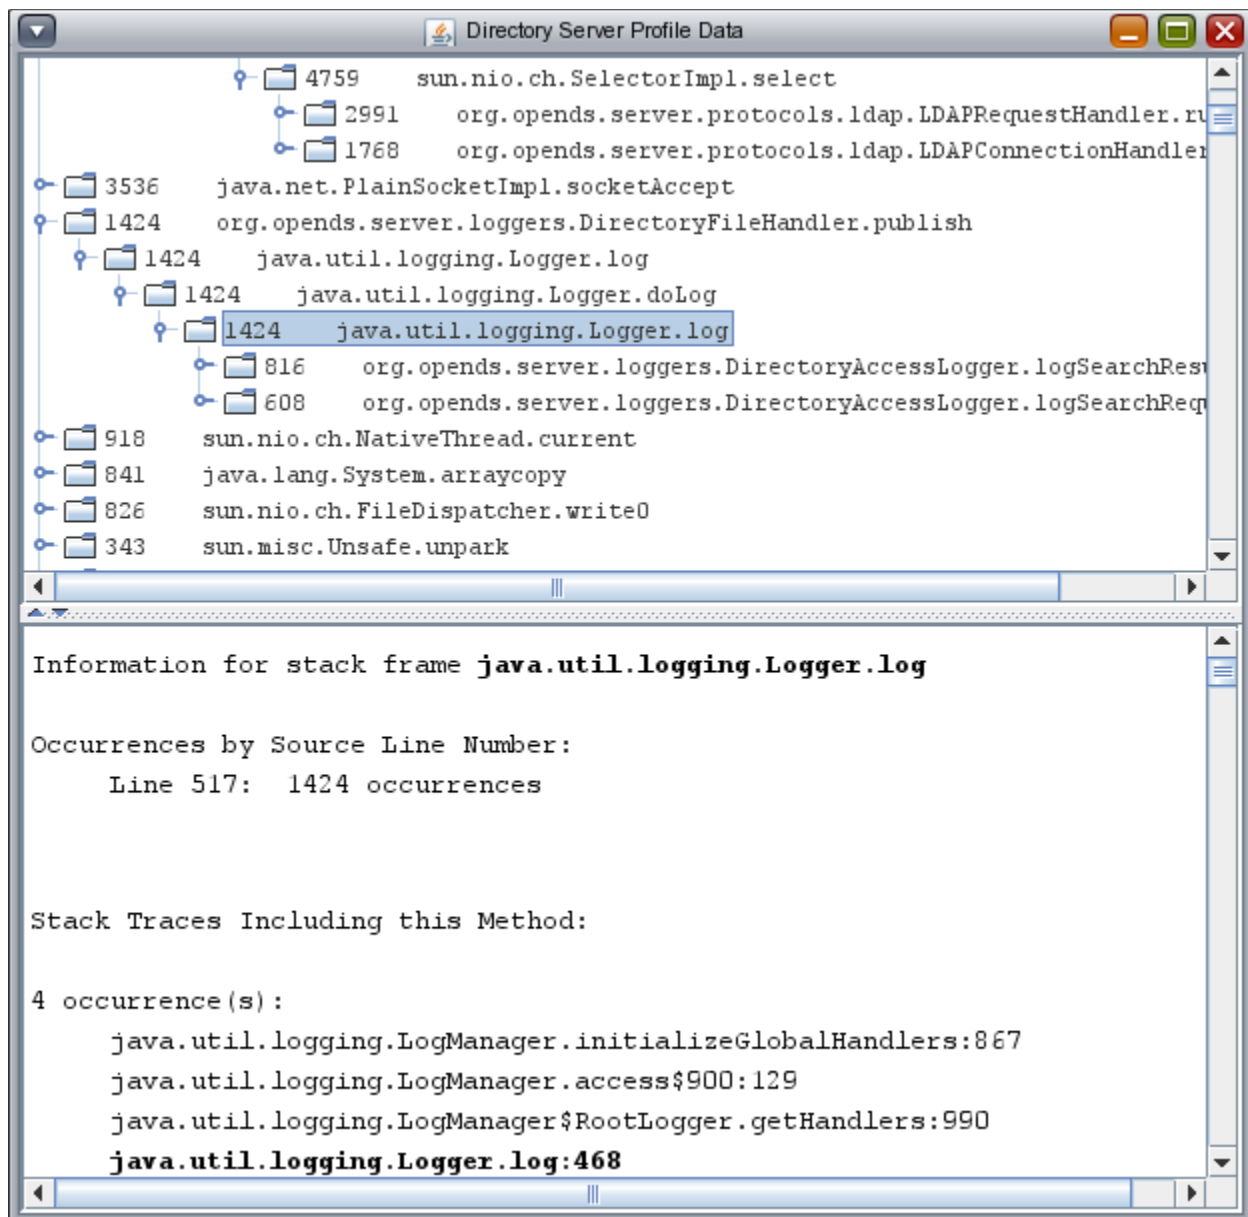 Directory Server Profile Data
4759 sun.nio.ch.SelectorImpl.select
2991 org.opends.server.protocols.ldap.LDAPRequestHandler.ru
1768 org.opends.server.protocols.ldap.LDAPConnectionHandler
3536 java.net.PlainSocketImpl.socketAccept
1424 org.opends.server.loggers.DirectoryFileHandler.publish
1424 java.util.logging.Logger.log
1424 java.util.logging.Logger.doLog
1424 java.util.logging.Logger.log
816 org.opends.server.loggers.DirectoryAccessLogger.logSearchResu
608 org.opends.server.loggers.DirectoryAccessLogger.logSearchReq
918 sun.nio.ch.NativeThread.current
841 java.lang.System.arraycopy
826 sun.nio.ch.FileDispatcher.write0
343 sun.misc.Unsafe.unpark
Information for stack frame java.util.logging.Logger.log
Occurrences by Source Line Number:
Line 517: 1424 occurrences
Stack Traces Including this Method:
4 occurrence(s):
java.util.logging.LogManager.initializeGlobalHandlers:867
java.util.logging.LogManager.access$900:129
java.util.logging.LogManager$RootLogger.getHandlers:990
java.util.logging.Logger.log:468